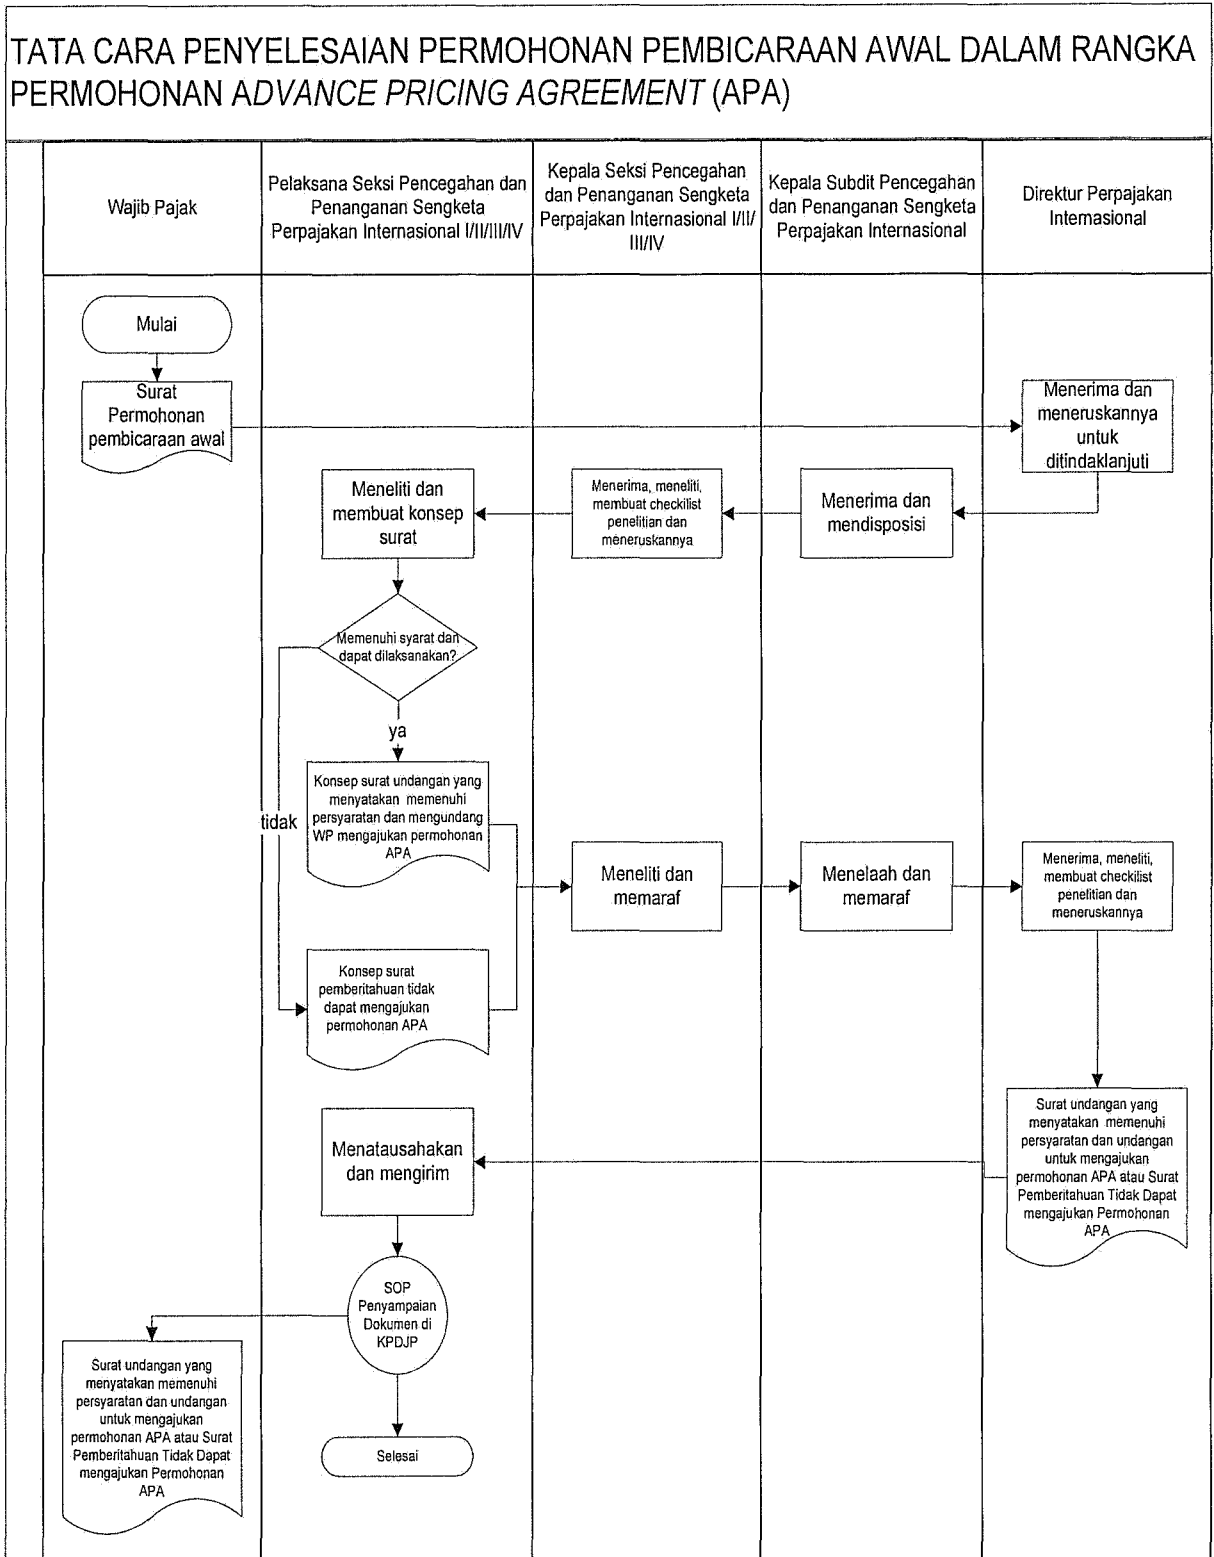 TATA CARA PENYELESAIAN PERMOHONAN PEMBICARAAN AWAL DALAM RANGKA
PERMOHONAN ADVANCE PRICING AGREEMENT (APA)
Wajib Pajak
Pelaksana Seksi Pencegahan dan
Penanganan Sengketa
Perpajakan Internasional I/II/III/IV
Kepala Seksi Pencegahan
dan Penanganan Sengketa
Perpajakan Internasional I/II/
III/IV
Kepala Subdit Pencegahan
dan Penanganan Sengketa
Perpajakan Internasional
Direktur Perpajakan
Internasional
Mulai
Surat
Permohonan
pembicaraan awal
Menerima dan
meneruskannya
untuk
ditindaklanjuti
Menerima dan
mendisposisi
Menerima, meneliti,
membuat checkilist
penelitian dan
meneruskannya
Meneliti dan
membuat konsep
surat
Memenuhi syarat dan
dapat dilaksanakan?
ya
tidak
Konsep surat undangan yang
menyatakan memenuhi
persyaratan dan mengundang
WP mengajukan permohonan
APA
Konsep surat
pemberitahuan tidak
dapat mengajukan
permohonan APA
Meneliti dan
memaraf
Menelaah dan
memaraf
Menerima, meneliti,
membuat checkilist
penelitian dan
meneruskannya
Surat undangan yang
menyatakan memenuhi
persyaratan dan undangan
untuk mengajukan
permohonan APA atau Surat
Pemberitahuan Tidak Dapat
mengajukan Permohonan
APA
Menatausahakan
dan mengirim
SOP
Penyampaian
Dokumen di
KPDJP
Surat undangan yang
menyatakan memenuhi
persyaratan dan undangan
untuk mengajukan
permohonan APA atau Surat
Pemberitahuan Tidak Dapat
mengajukan Permohonan
APA
Selesai